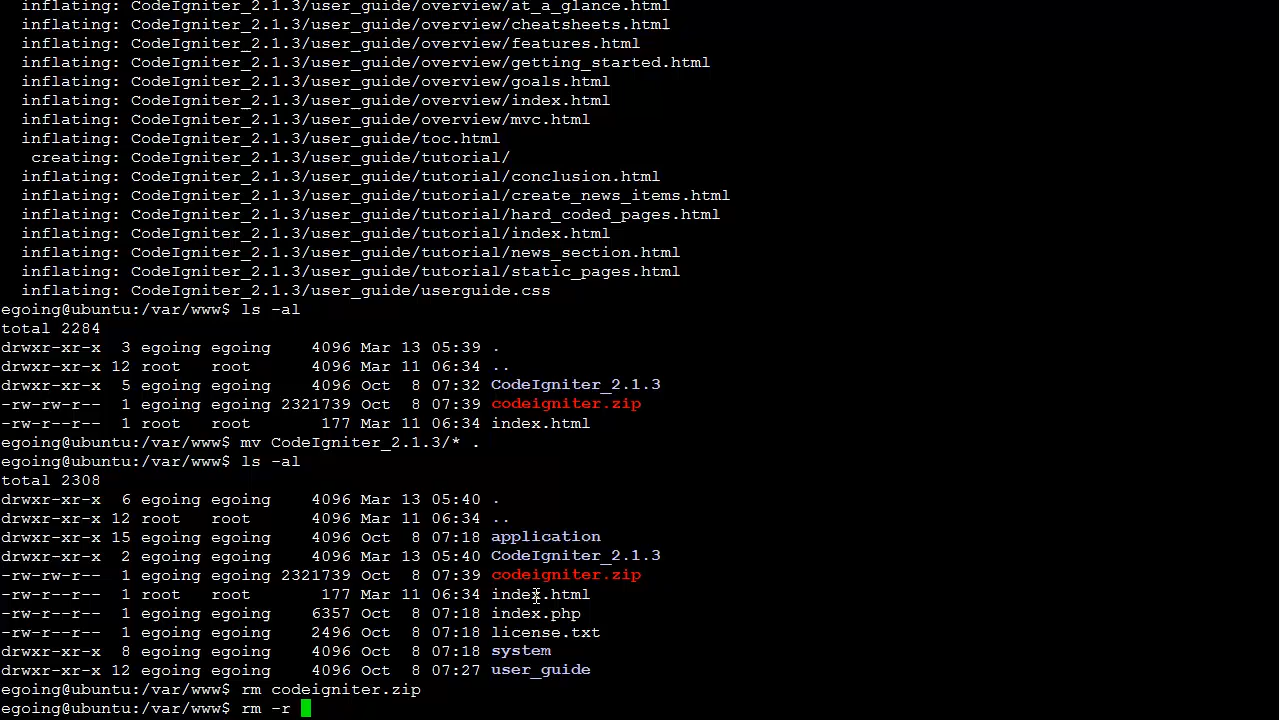 inflating: CodeIgniter_2.1.3/user_guide/overview/at_a_glance.html
inflating: CodeIgniter_2.1.3/user_guide/overview/cheatsheets.html
inflating: CodeIgniter_2.1.3/user_guide/overview/features.html
inflating: CodeIgniter_2.1.3/user_guide/overview/getting_started.html
inflating: CodeIgniter_2.1.3/user_guide/overview/goals.html
inflating: CodeIgniter_2.1.3/user_guide/overview/index.html
inflating: CodeIgniter_2.1.3/user_guide/overview/mvc.html
inflating: CodeIgniter_2.1.3/user_guide/toc.html
creating: CodeIgniter_2.1.3/user_guide/tutorial/
inflating: CodeIgniter_2.1.3/user_guide/tutorial/conclusion.html
inflating: CodeIgniter_2.1.3/user_guide/tutorial/create_news_items.html
inflating: CodeIgniter_2.1.3/user_guide/tutorial/hard_coded_pages.html
inflating: CodeIgniter_2.1.3/user_guide/tutorial/index.html
inflating: CodeIgniter_2.1.3/user_guide/tutorial/news_section.html
inflating: CodeIgniter_2.1.3/user_guide/tutorial/static_pages.html
inflating: CodeIgniter_2.1.3/user_guide/userguide.css
egoing@ubuntu:/var/www$ ls -al
total 2284
drwxr-xr-x  3 egoing egoing    4096 Mar 13 05:39 .
drwxr-xr-x 12 root   root      4096 Mar 11 06:34 ..
drwxr-xr-x  5 egoing egoing    4096 Oct  8 07:32 CodeIgniter_2.1.3
-rw-rw-r--  1 egoing egoing 2321739 Oct  8 07:39 codeigniter.zip
-rw-r--r--  1 root   root       177 Mar 11 06:34 index.html
egoing@ubuntu:/var/www$ mv CodeIgniter_2.1.3/* .
egoing@ubuntu:/var/www$ ls -al
total 2308
drwxr-xr-x  6 egoing egoing    4096 Mar 13 05:40 .
drwxr-xr-x 12 root   root      4096 Mar 11 06:34 ..
drwxr-xr-x 15 egoing egoing    4096 Oct  8 07:18 application
drwxr-xr-x  2 egoing egoing    4096 Mar 13 05:40 CodeIgniter_2.1.3
-rw-rw-r--  1 egoing egoing 2321739 Oct  8 07:39 codeigniter.zip
-rw-r--r--  1 root   root       177 Mar 11 06:34 index.html
-rw-r--r--  1 egoing egoing    6357 Oct  8 07:18 index.php
-rw-r--r--  1 egoing egoing    2496 Oct  8 07:18 license.txt
drwxr-xr-x  8 egoing egoing    4096 Oct  8 07:18 system
drwxr-xr-x 12 egoing egoing    4096 Oct  8 07:27 user_guide
egoing@ubuntu:/var/www$ rm codeigniter.zip
egoing@ubuntu:/var/www$ rm -r